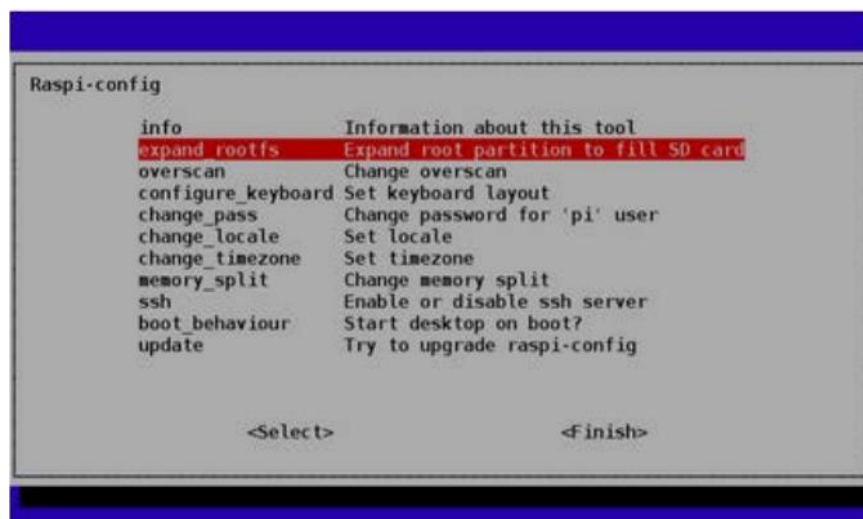 Raspi-config
info Information about this tool
expand_rootfs Expand root partition to fill SD card
overscan Change overscan
configure_keyboard Set keyboard layout
change_pass Change password for 'pi' user
change_locale Set locale
change_timezone Set timezone
memory_split Change memory split
ssh Enable or disable ssh server
boot_behaviour Start desktop on boot?
update Try to upgrade raspi-config
<Select> <Finish>